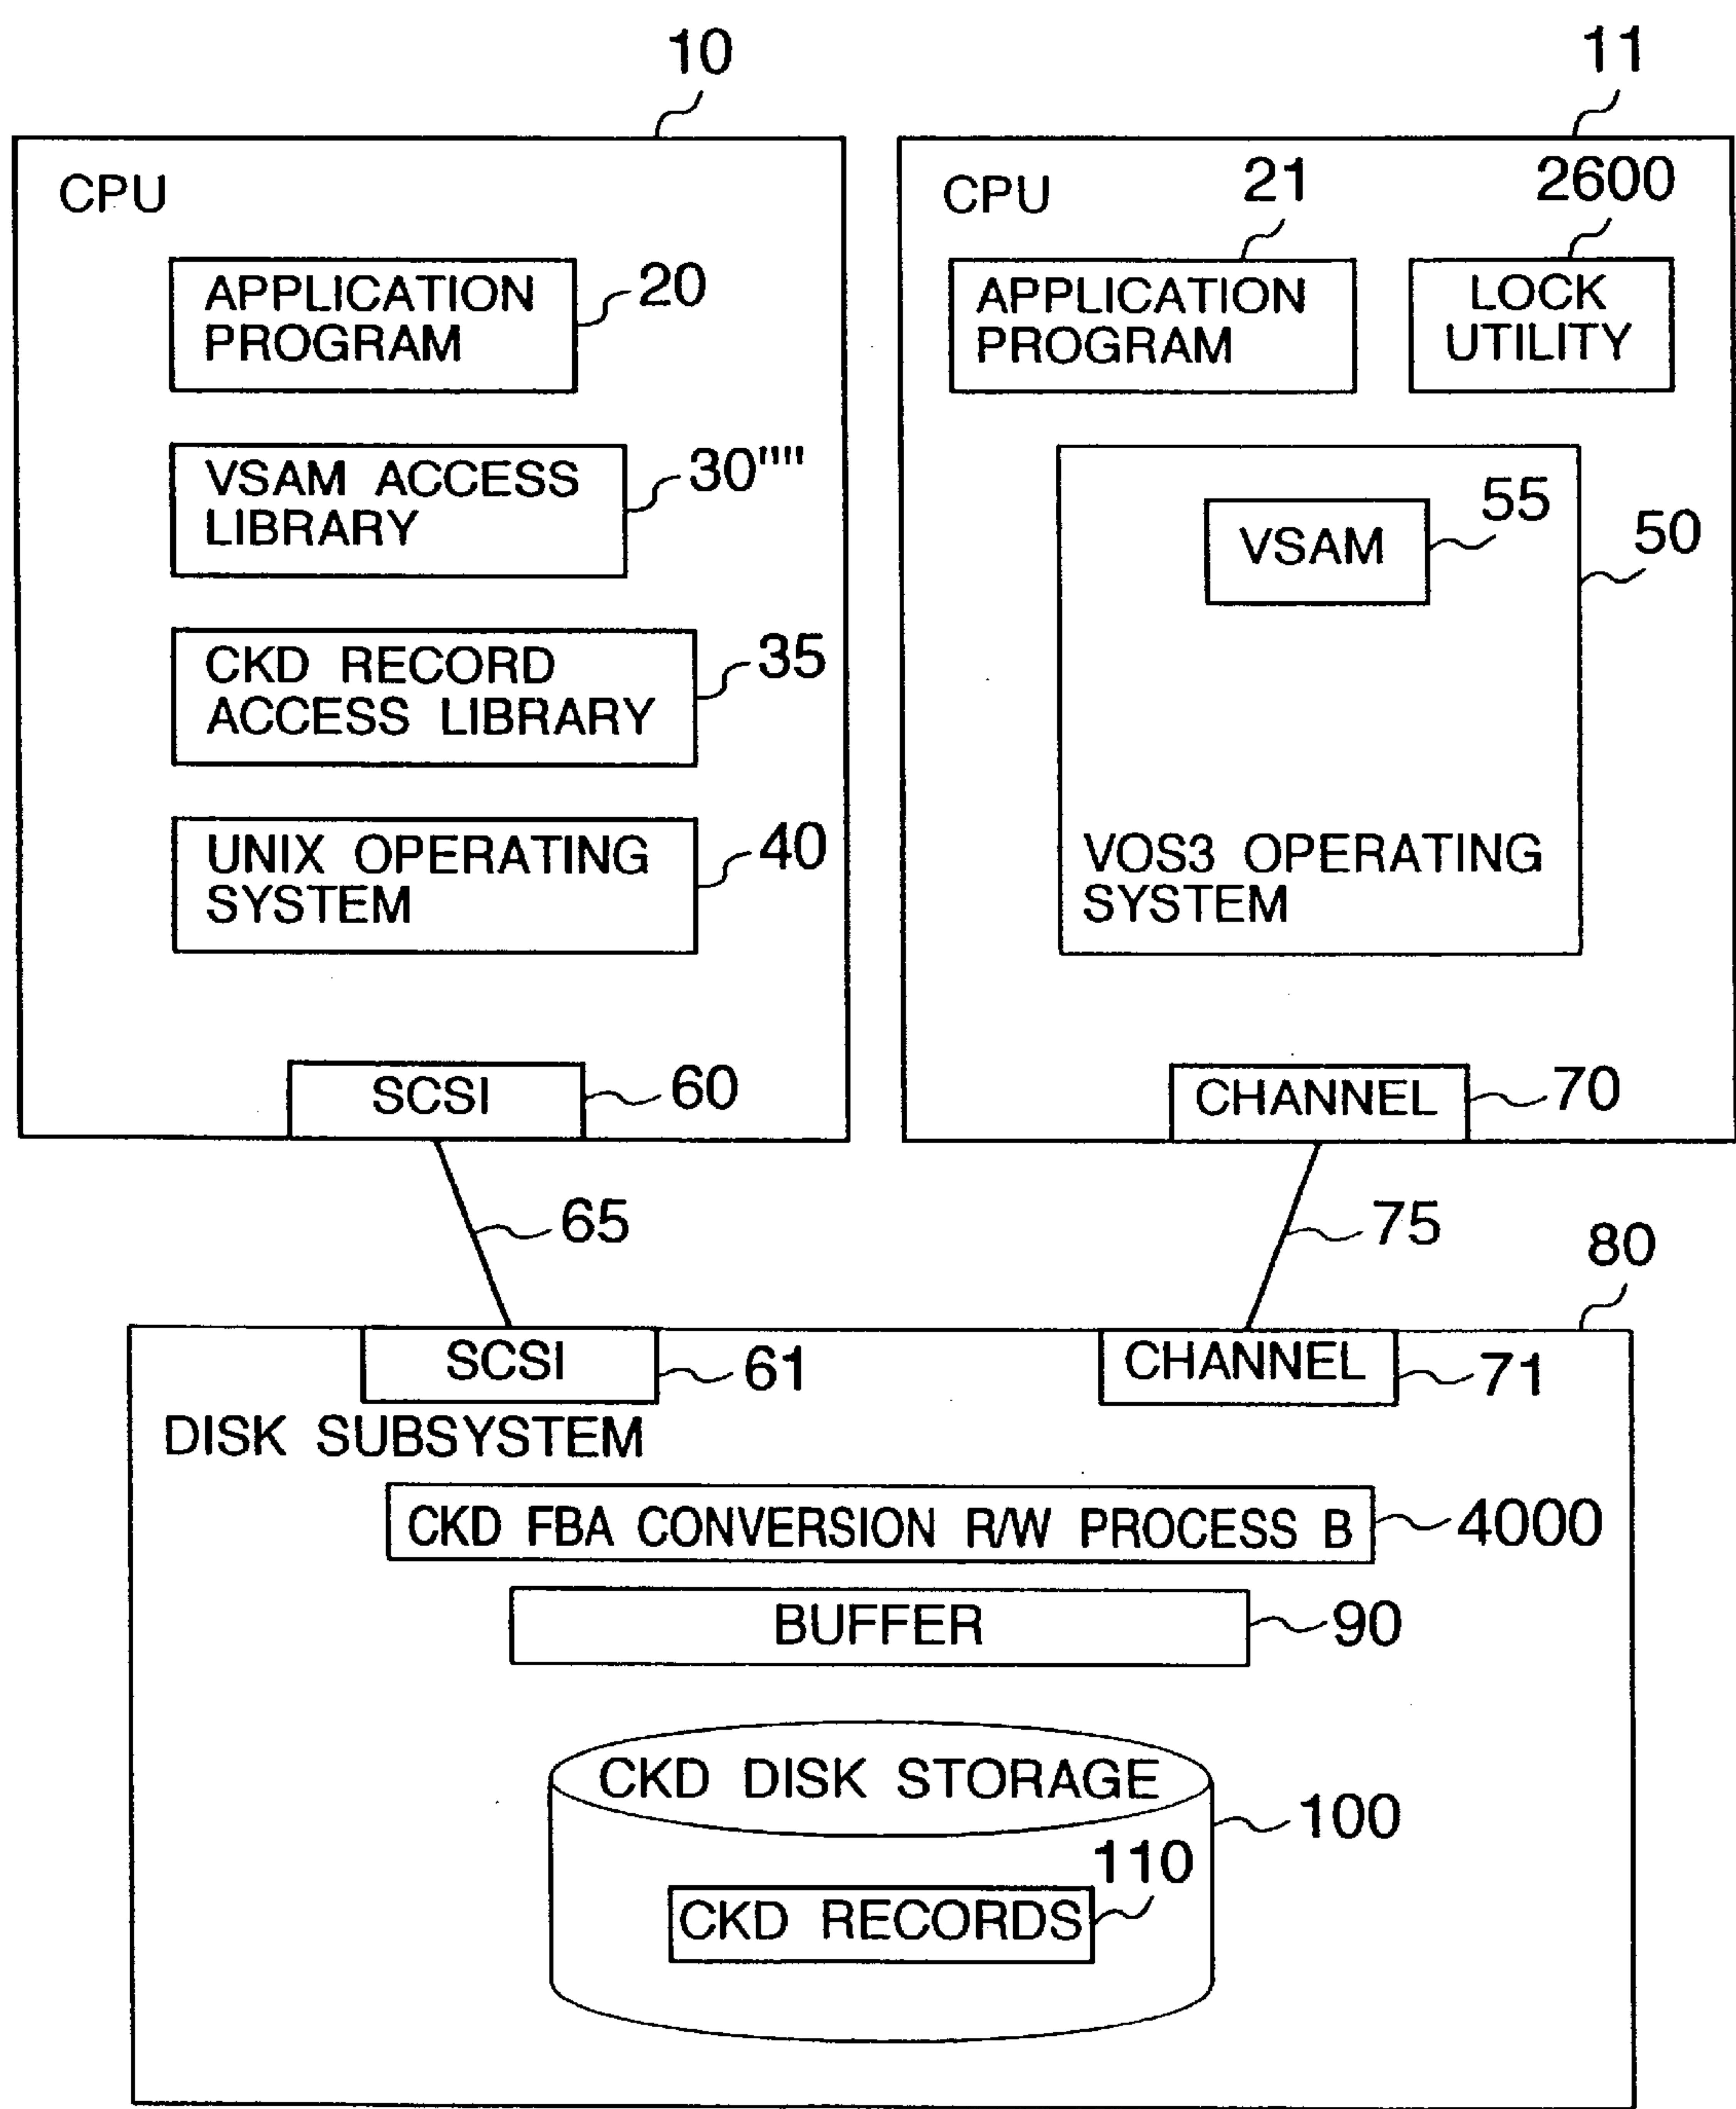 10
11
CPU
APPLICATION
PROGRAM
20
VSAM ACCESS
LIBRARY
30""
CKD RECORD
ACCESS LIBRARY
35
UNIX OPERATING
SYSTEM
40
SCSI
60
CPU
21
2600
APPLICATION
PROGRAM
LOCK
UTILITY
VSAM
55
50
VOS3 OPERATING
SYSTEM
CHANNEL
70
65
75
80
SCSI
61
CHANNEL
71
DISK SUBSYSTEM
CKD FBA CONVERSION R/W PROCESS B
4000
BUFFER
90
CKD DISK STORAGE
100
110
CKD RECORDS